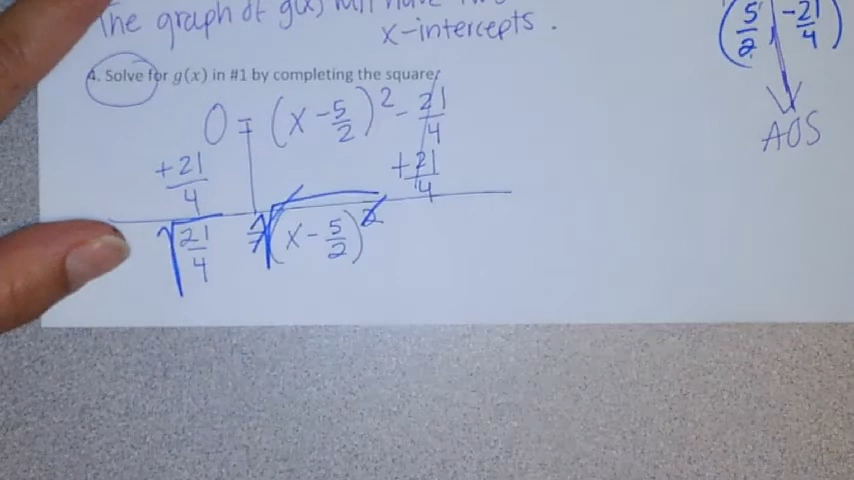 The graph of g(x) will have
x-intercepts.
4. Solve for g(x) in #1 by completing the square.
0 = (x - 5/2)² - 21/4
+21/4 +21/4
√21/4 = √(x - 5/2)²
(5/2, -21/4)
AOS